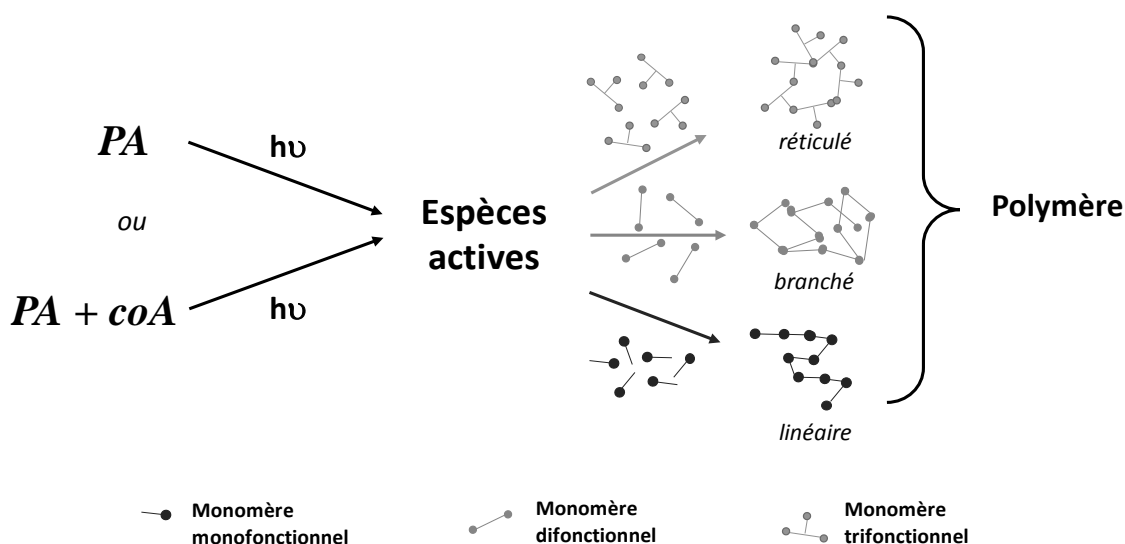 PA
hυ
ou
PA + coA
hυ
Espèces
actives
réticulé
branché
linéaire
Polymère
Monomère
monofonctionnel
Monomère
difonctionnel
Monomère
trifonctionnel